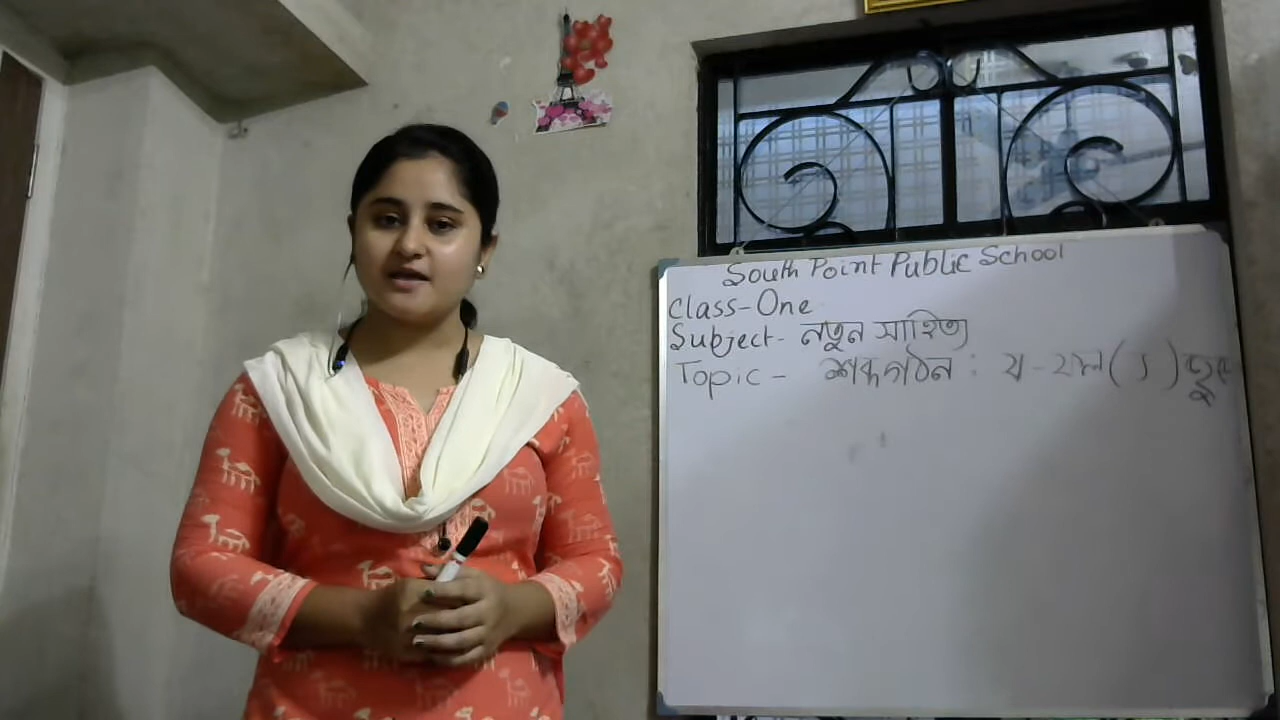 South Point Public School
Class-One
Subject- নতুন সাহিত্য
Topic - শব্দগঠন : য - ফলা ( ্য )